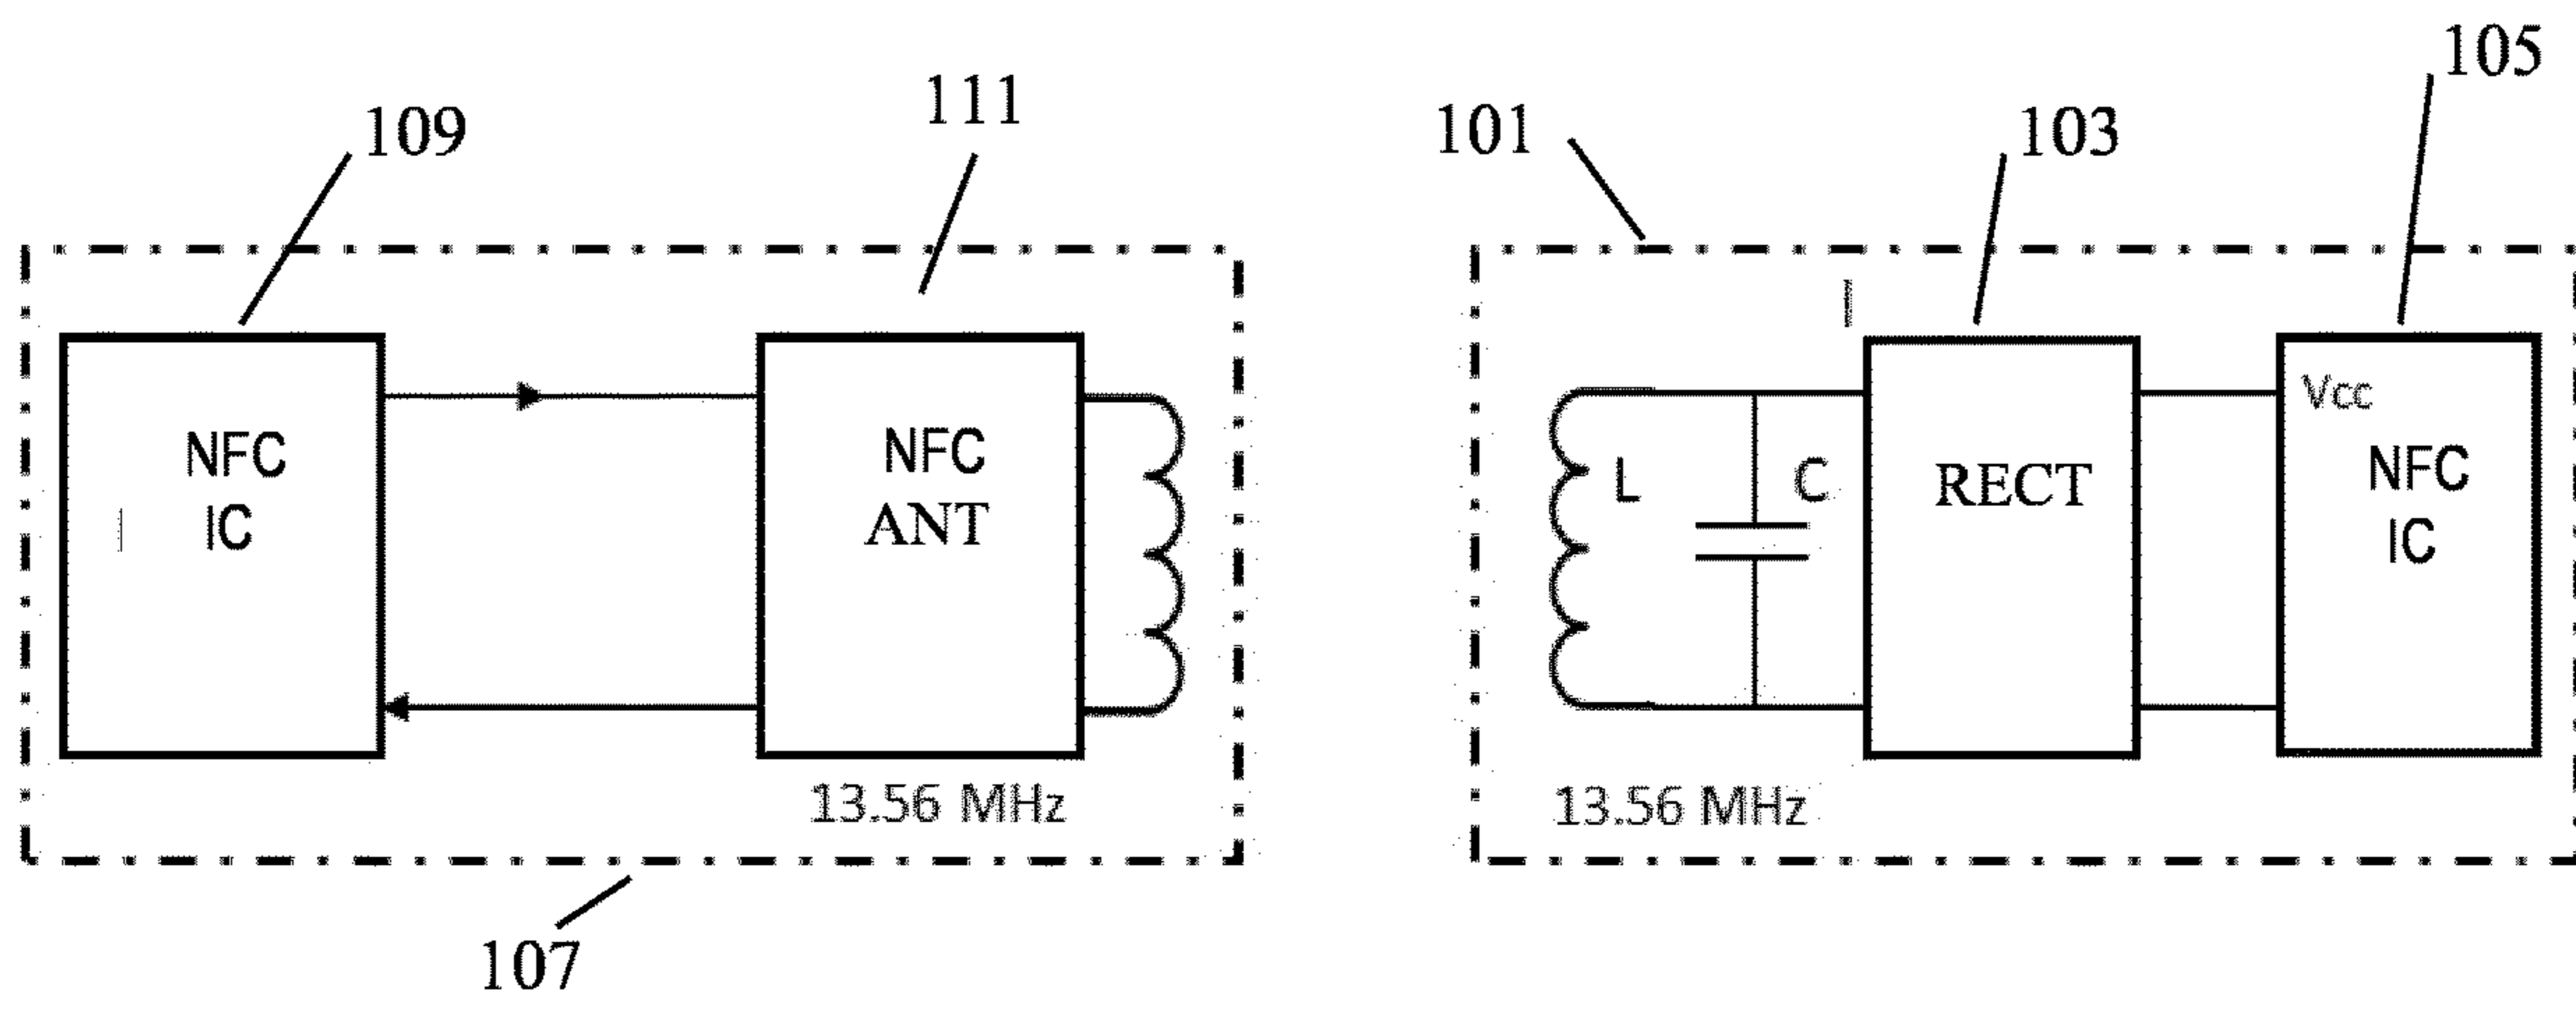 105
111
101
103
109
Vcc
NFC
IC
NFC
ANT
L
C
RECT
NFC
IC
13.56 MHz
13.56 MHz
107